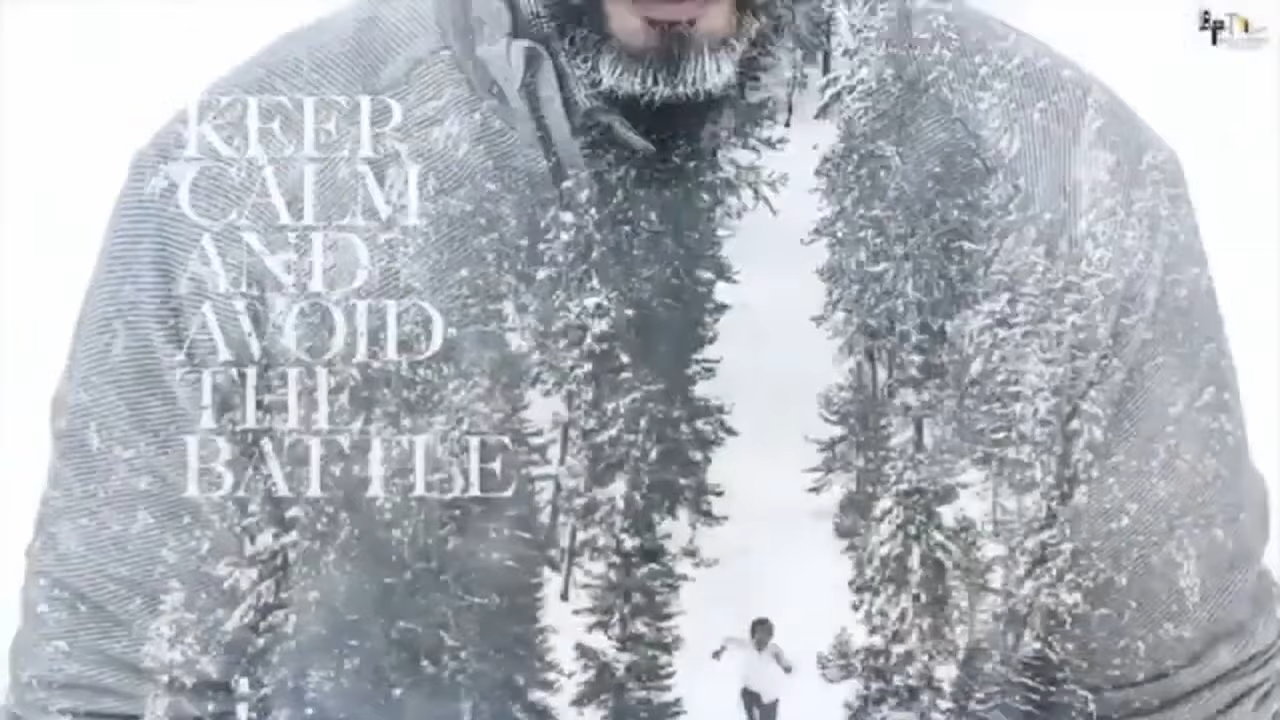 KEEP
CALM
AND
AVOID
THE
BATTLE